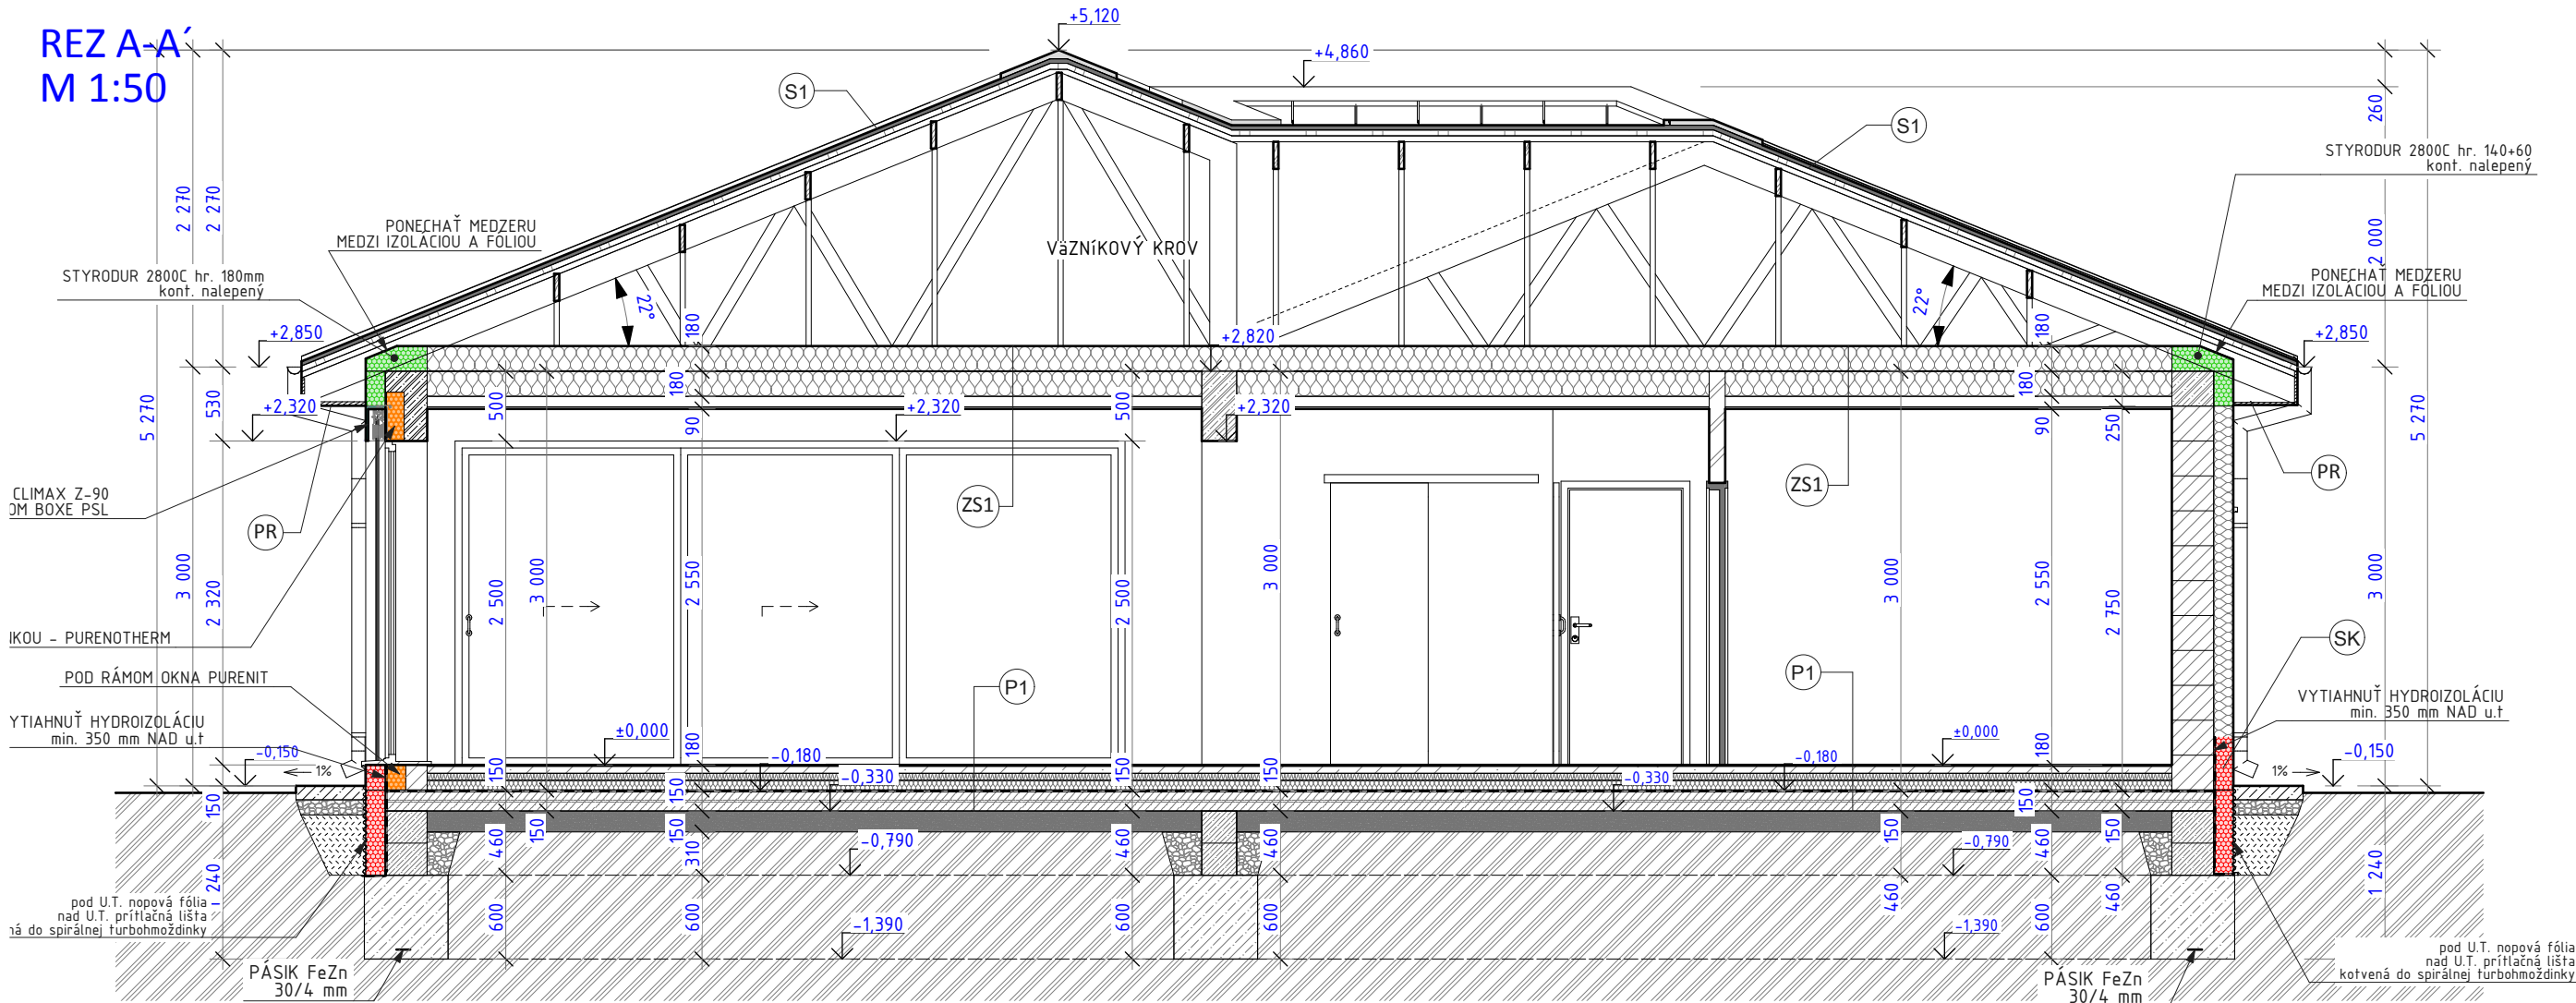 REZ A-A´
M 1:50
+5,120
+4,860
S1
S1
260
STYRODUR 2800C hr. 140+60
kont. nalepený
2 270
2 270
2 000
PONECHAŤ MEDZERU
MEDZI IZOLÁCIOU A FÓLIOU
VäZNíKOVÝ KROV
STYRODUR 2800C hr. 180mm
kont. nalepený
PONECHAŤ MEDZERU
MEDZI IZOLÁCIOU A FÓLIOU
22°
22°
+2,850
180
+2,820
180
+2,850
5 270
530
+2,320
500
180
90
+2,320
500
+2,320
180
90
250
5 270
CLIMAX Z-90
OM BOXE PSL
PR
ZS1
ZS1
PR
3 000
2 320
2 500
3 000
2 550
2 500
3 000
3 000
2 550
2 750
3 000
NKOU - PURENOTHERM
SK
POD RÁMOM OKNA PURENIT
P1
P1
YTIAHNUŤ HYDROIZOLÁCIU
min. 350 mm NAD u.t
VYTIAHNUŤ HYDROIZOLÁCIU
min. 350 mm NAD u.t
±0,000
±0,000
-0,150
1%
180
-0,180
-0,180
180
1%
-0,150
150
150
150
150
-0,330
-0,330
150
150
150
150
460
310
-0,790
460
460
150
-0,790
460
150
1 240
460
460
1 240
pod U.T. nopová fólia
nad U.T. prítlačná lišta
ná do spirálnej turbohmoždinky
600
600
-1,390
600
600
-1,390
600
pod U.T. nopová fólia
nad U.T. prítlačná lišta
kotvená do spirálnej turbohmoždinky
PÁSIK FeZn
30/4 mm
PÁSIK FeZn
30/4 mm